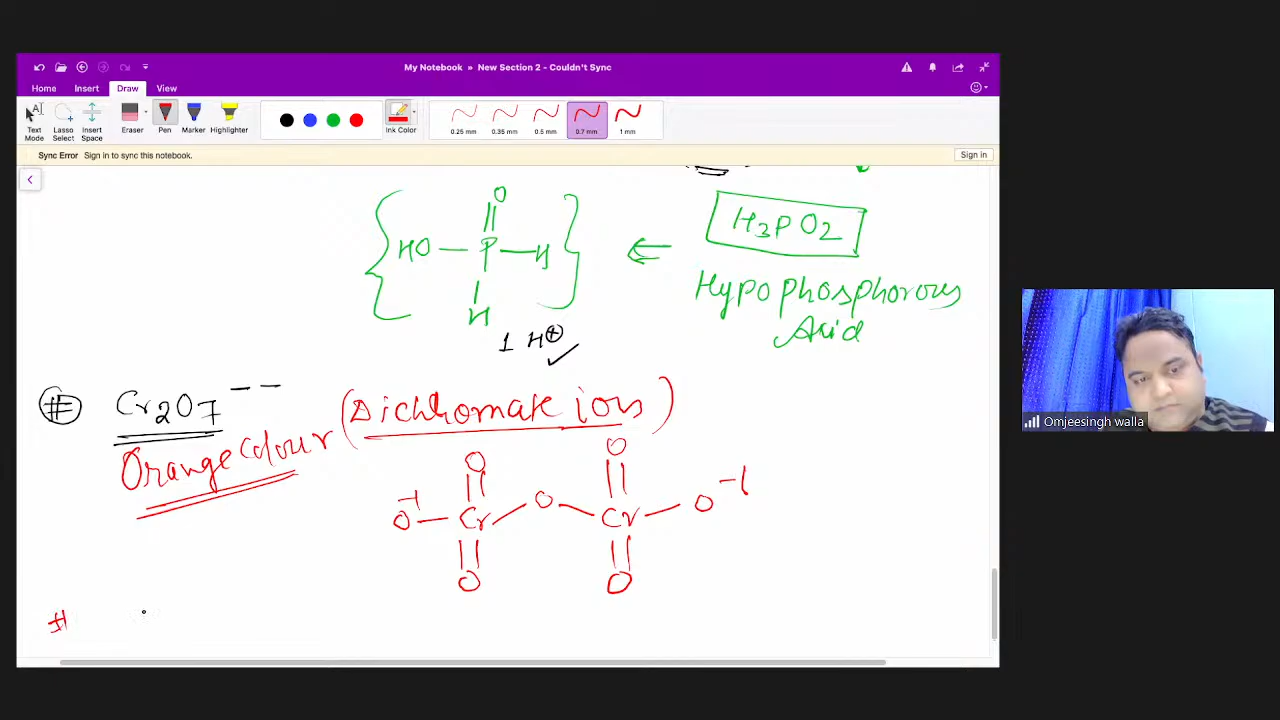 My Notebook » New Section 2 - Couldn't Sync
Home Insert Draw View
Text Mode Lasso Select Insert Space Eraser Pen Marker Highlighter Ink Color 0.25 mm 0.35 mm 0.5 mm 0.7 mm 1 mm
Sync Error Sign in to sync this notebook. Sign in
O
HO — P — H
H
H3PO2
Hypophosphorous
Acid
1 H⊕ ✓
# Cr2O7 -- (Dichromate ions)
Orange Colour
O O
O-1 — Cr — O — Cr — O-1
O O
#
Omjeesingh walla